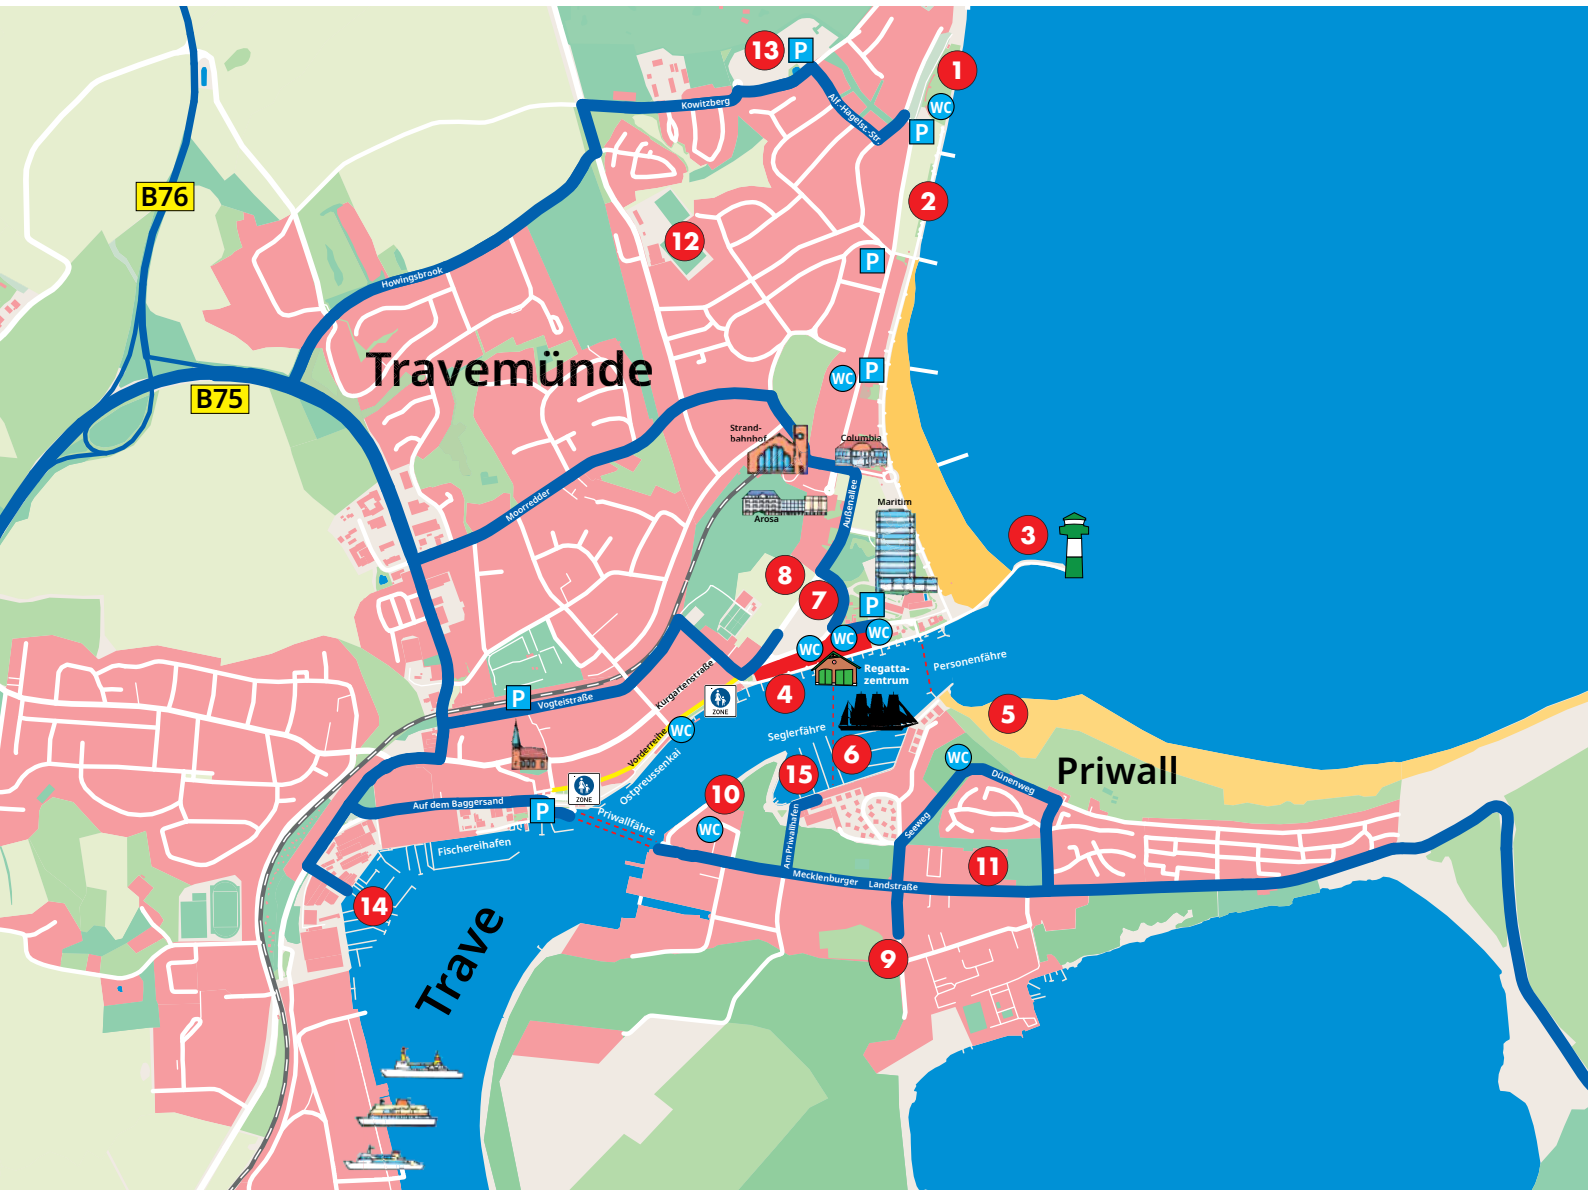 13
P
1
WC
P
Kowitzberg
Alf.-Hagelst.-Str.
B76
2
12
P
Howingsbrook
Travemünde
P
WC
B75
Strand-
bahnhof
Columbia
Moorredder
Arosa
Außenallee
Maritim
3
8
7
P
WC
WC
WC
Regatta-
zentrum
Personenfähre
Kurgartenstraße
P
Vogteistraße
ZONE
4
5
WC
Vorderreihe
Ostpreussenkai
Seglerfähre
6
15
WC
Priwall
Dünenweg
ZONE
10
Auf dem Baggersand
P
Priwallfähre
WC
Seeweg
Am Priwallhafen
Fischereihafen
11
Mecklenburger Landstraße
14
Trave
9